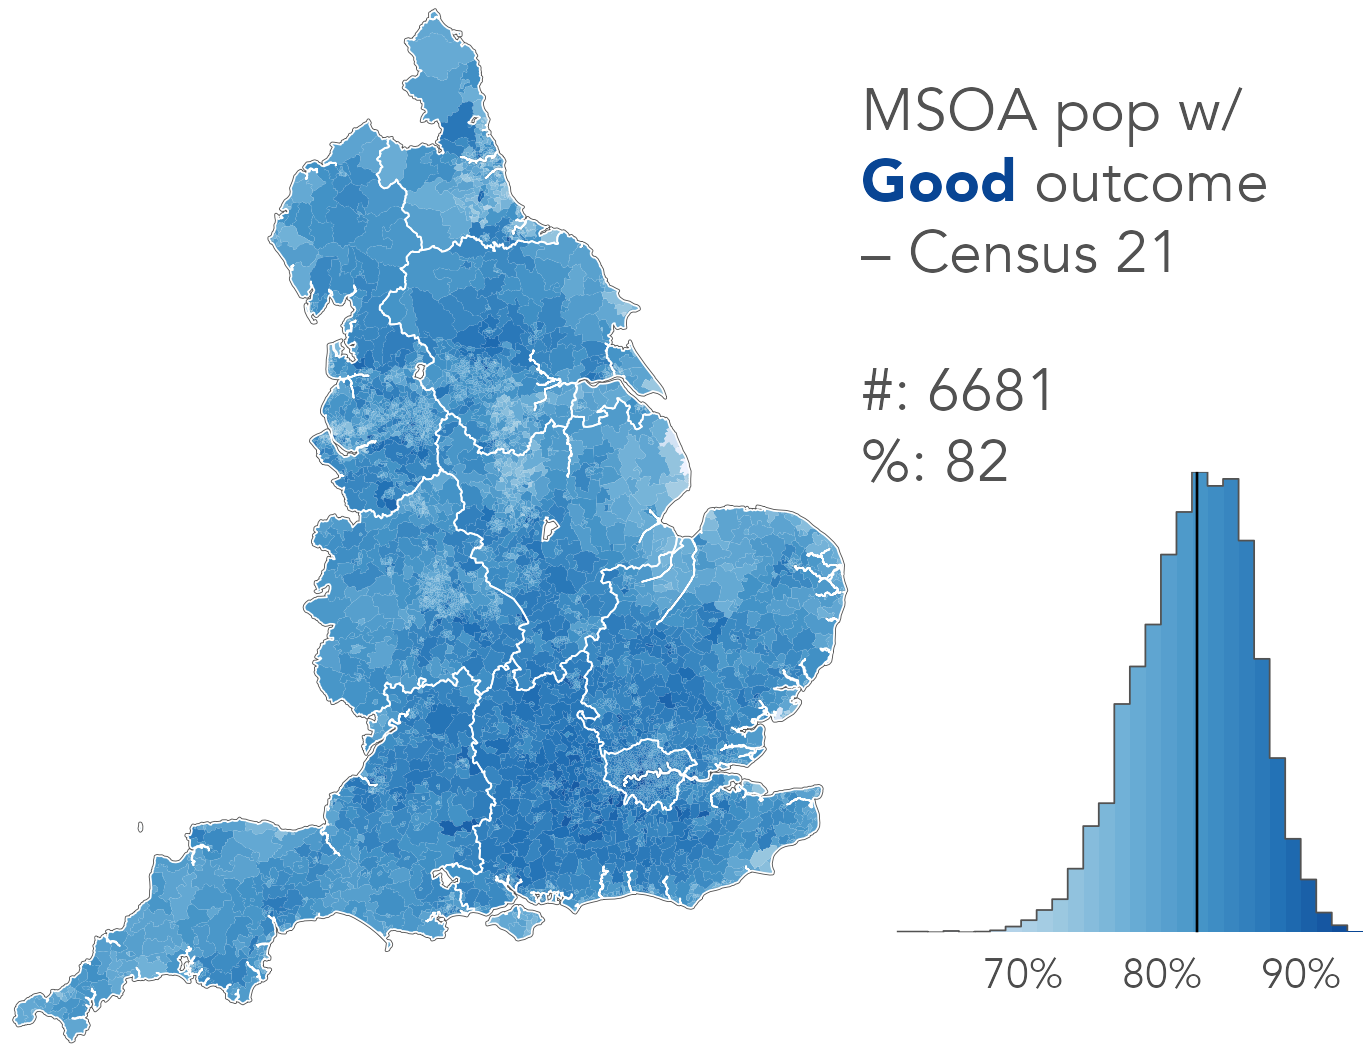 MSOA pop w/
Good outcome
– Census 21
#: 6681
%: 82
70% 80% 90%